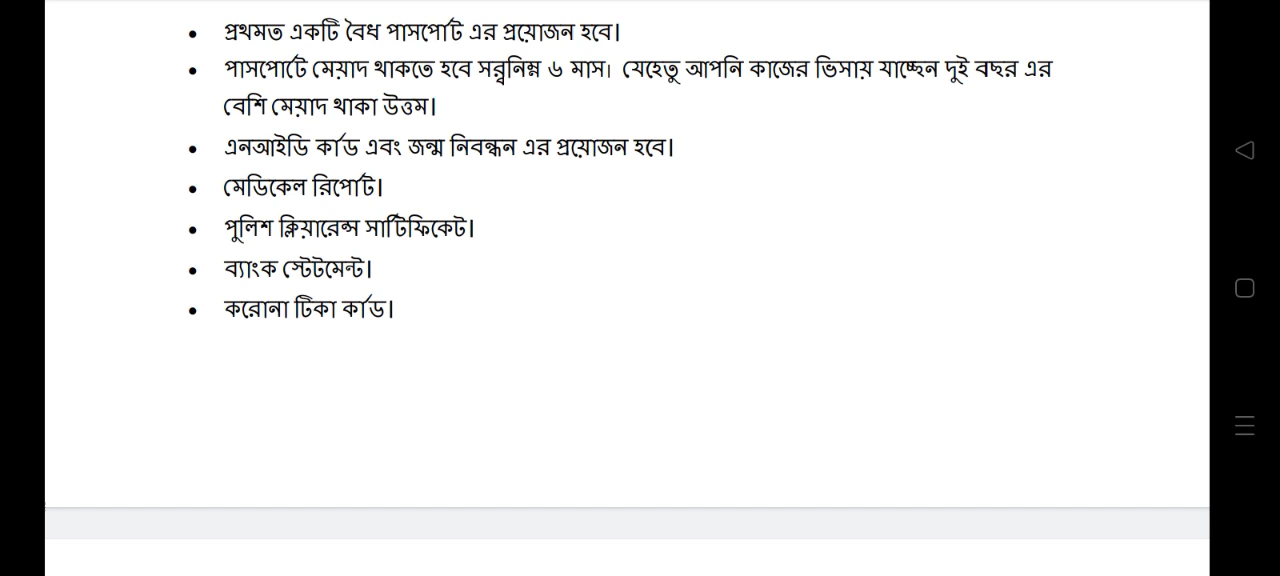 • প্রথমত একটি বৈধ পাসপোর্ট এর প্রয়োজন হবে।
• পাসপোর্টে মেয়াদ থাকতে হবে সর্বনিম্ন ৬ মাস। যেহেতু আপনি কাজের ভিসায় যাচ্ছেন দুই বছর এর
বেশি মেয়াদ থাকা উত্তম।
• এনআইডি কার্ড এবং জন্ম নিবন্ধন এর প্রয়োজন হবে।
• মেডিকেল রিপোর্ট।
• পুলিশ ক্লিয়ারেন্স সার্টিফিকেট।
• ব্যাংক স্টেটমেন্ট।
• করোনা টিকা কার্ড।